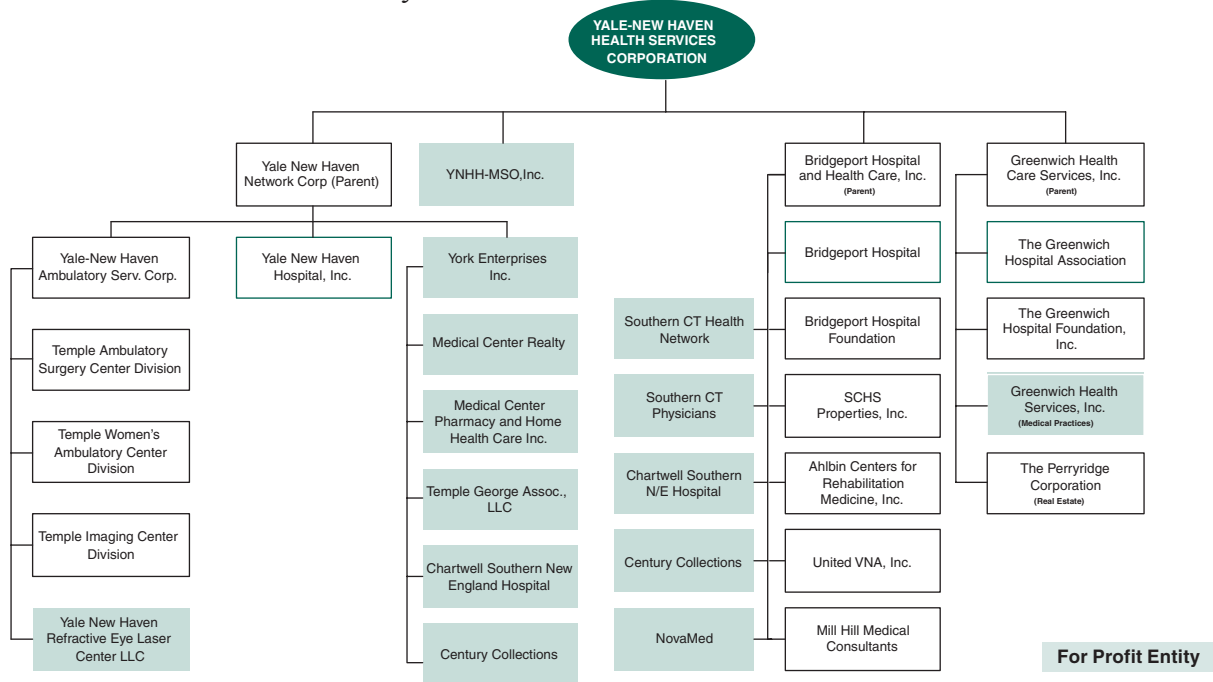 YALE-NEW HAVEN
HEALTH SERVICES
CORPORATION
Yale New Haven
Network Corp (Parent)
YNHH-MSO,Inc.
Bridgeport Hospital
and Health Care, Inc.
(Parent)
Greenwich Health
Care Services, Inc.
(Parent)
Yale-New Haven
Ambulatory Serv. Corp.
Yale New Haven
Hospital, Inc.
York Enterprises
Inc.
Bridgeport Hospital
The Greenwich
Hospital Association
Temple Ambulatory
Surgery Center Division
Medical Center Realty
Southern CT Health
Network
Bridgeport Hospital
Foundation
The Greenwich
Hospital Foundation,
Inc.
Temple Women's
Ambulatory Center
Division
Medical Center
Pharmacy and Home
Health Care Inc.
Southern CT
Physicians
SCHS
Properties, Inc.
Greenwich Health
Services, Inc.
(Medical Practices)
Temple George Assoc.,
LLC
Chartwell Southern
N/E Hospital
Ahlbin Centers for
Rehabilitation
Medicine, Inc.
The Perryridge
Corporation
(Real Estate)
Temple Imaging Center
Division
Chartwell Southern New
England Hospital
Century Collections
United VNA, Inc.
Yale New Haven
Refractive Eye Laser
Center LLC
Century Collections
NovaMed
Mill Hill Medical
Consultants
For Profit Entity